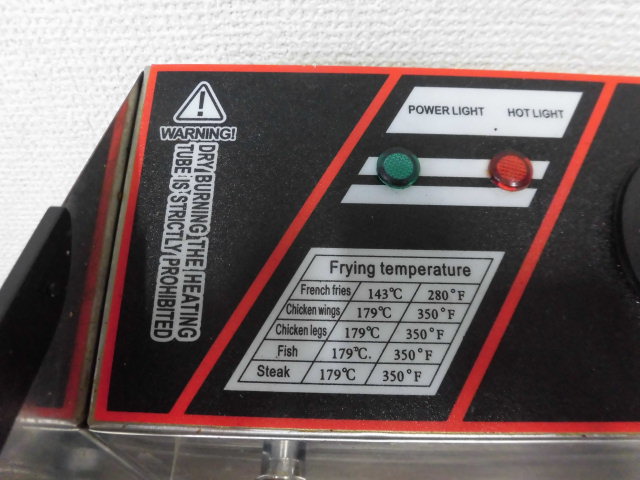 WARNING!
DRY BURNING THE HEATING
TUBE IS STRICTLY PROHIBITED
POWER LIGHT HOT LIGHT
Frying temperature
French fries 143℃ 280°F
Chicken wings 179℃ 350°F
Chicken legs 179℃ 350°F
Fish 179℃. 350°F
Steak 179℃ 350°F